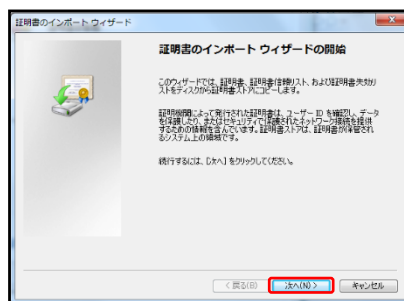 証明書のインポート ウィザード
証明書のインポート ウィザードの開始
このウィザードでは、証明書、証明書信頼リスト、および証明書失効リ
ストをディスクから証明書ストアにコピーします。
証明機関によって発行された証明書は、ユーザー ID を確認し、データ
を保護したり、またはセキュリティで保護されたネットワーク接続を提供
するための情報を含んでいます。証明書ストアは、証明書が保管され
るシステム上の領域です。
続行するには、[次へ] をクリックしてください。
< 戻る(B)
次へ(N) >
キャンセル